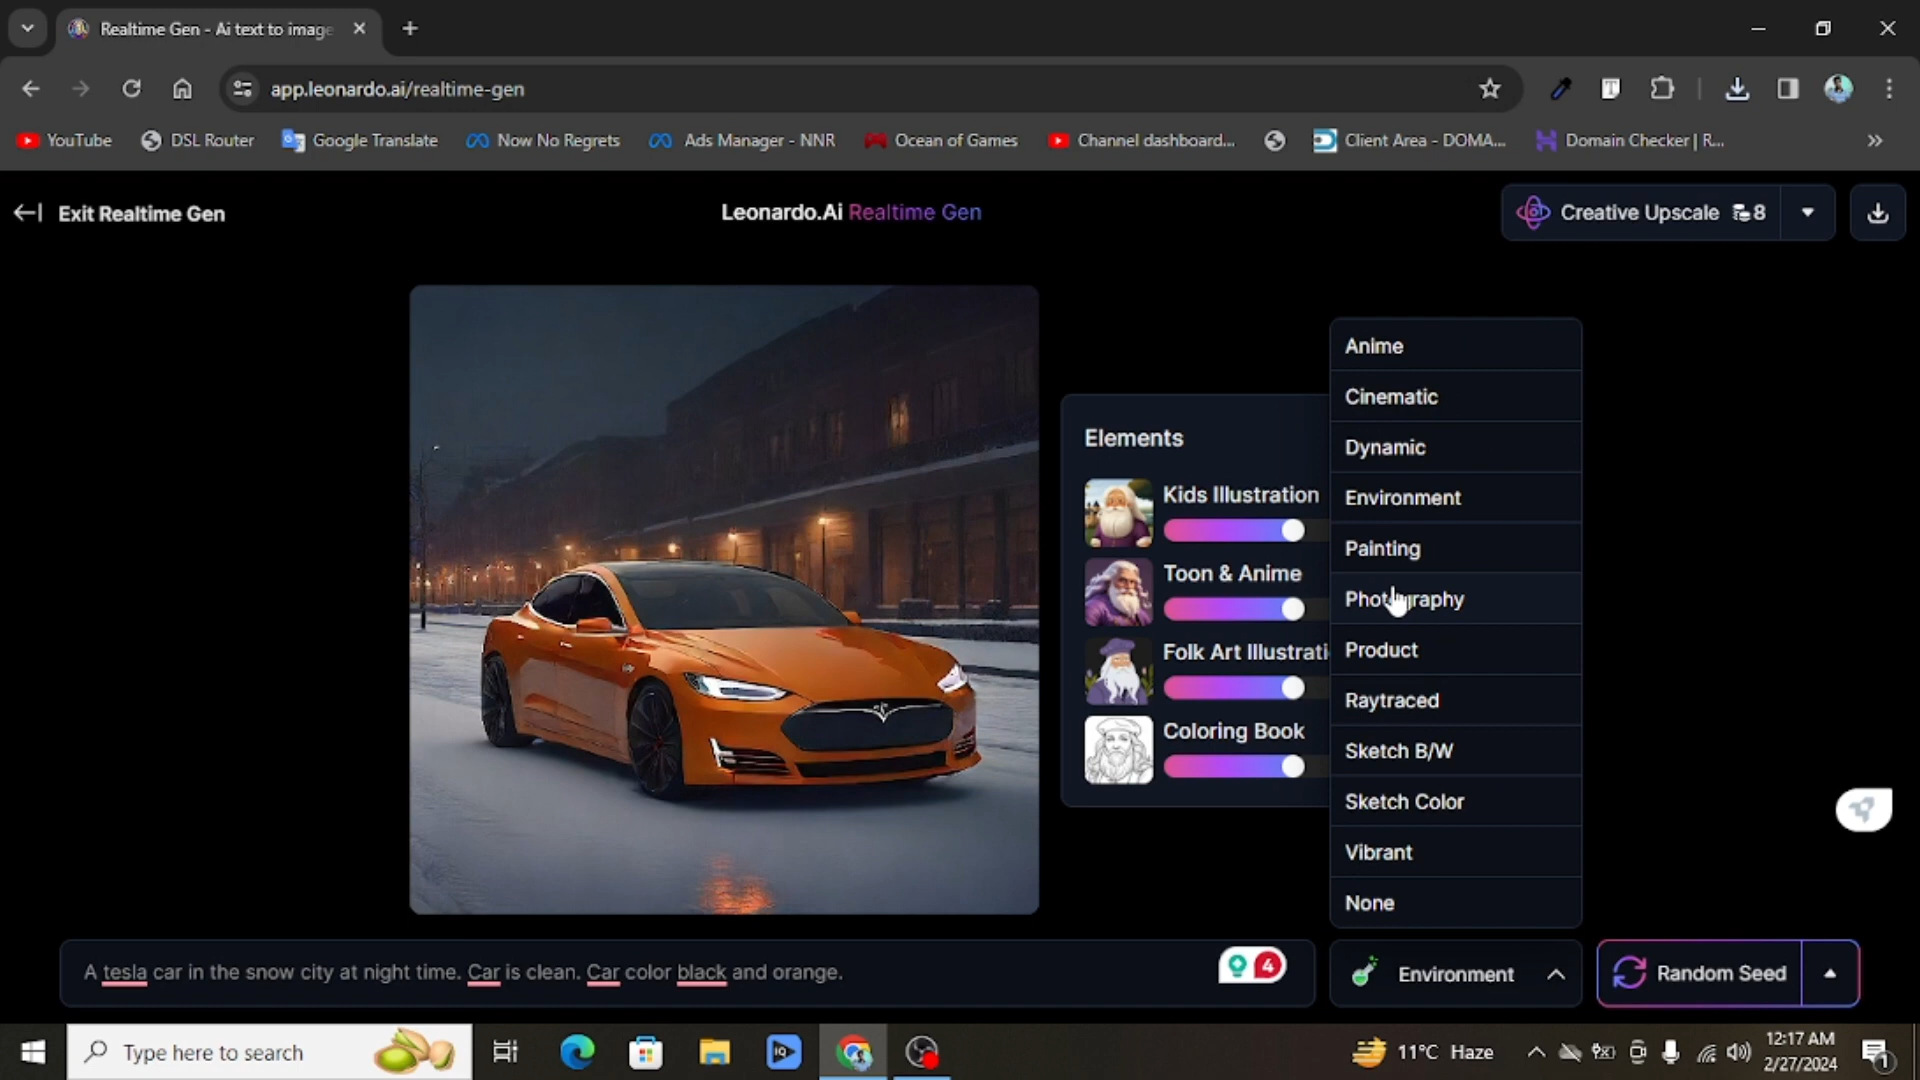 Realtime Gen - Ai text to image
app.leonardo.ai/realtime-gen
YouTube
DSL Router
Google Translate
Now No Regrets
Ads Manager - NNR
Ocean of Games
Channel dashboard...
Client Area - DOMA...
Domain Checker | R...
Exit Realtime Gen
Leonardo.Ai Realtime Gen
Creative Upscale 8
Anime
Cinematic
Dynamic
Environment
Painting
Photography
Product
Raytraced
Sketch B/W
Sketch Color
Vibrant
None
Elements
Kids Illustration
Toon & Anime
Folk Art Illustrati
Coloring Book
A tesla car in the snow city at night time. Car is clean. Car color black and orange.
4
Environment
Random Seed
Type here to search
11°C Haze
12:17 AM
2/27/2024
1